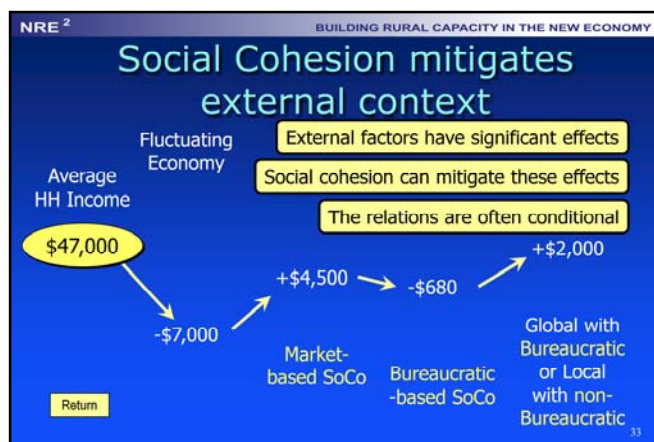 NRE 2
BUILDING RURAL CAPACITY IN THE NEW ECONOMY
Social Cohesion mitigates
external context
Fluctuating
Economy
External factors have significant effects
Social cohesion can mitigate these effects
The relations are often conditional
Average
HH Income
$47,000
-$7,000
+$4,500
-$680
+$2,000
Market-
based SoCo
Bureaucratic
-based SoCo
Global with
Bureaucratic
or Local
with non-
Bureaucratic
Return
33